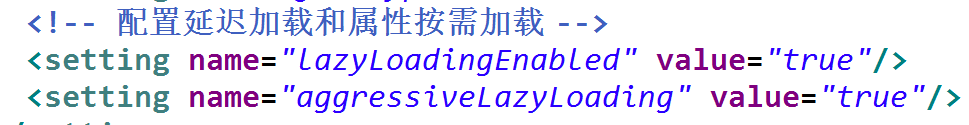 <!-- 配置延迟加载和属性按需加载 -->
<setting name="lazyLoadingEnabled" value="true"/>
<setting name="aggressiveLazyLoading" value="true"/>